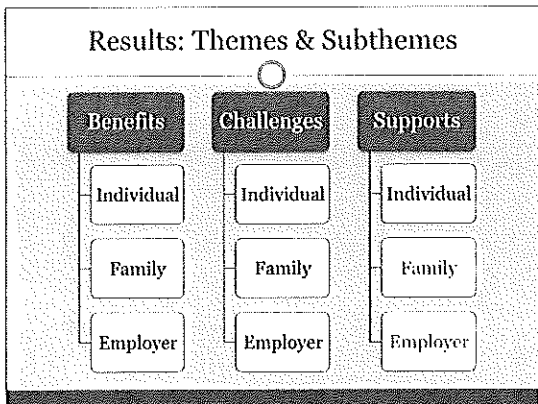 Results: Themes & Subthemes
Benefits
Individual
Family
Employer
Challenges
Individual
Family
Employer
Supports
Individual
Family
Employer